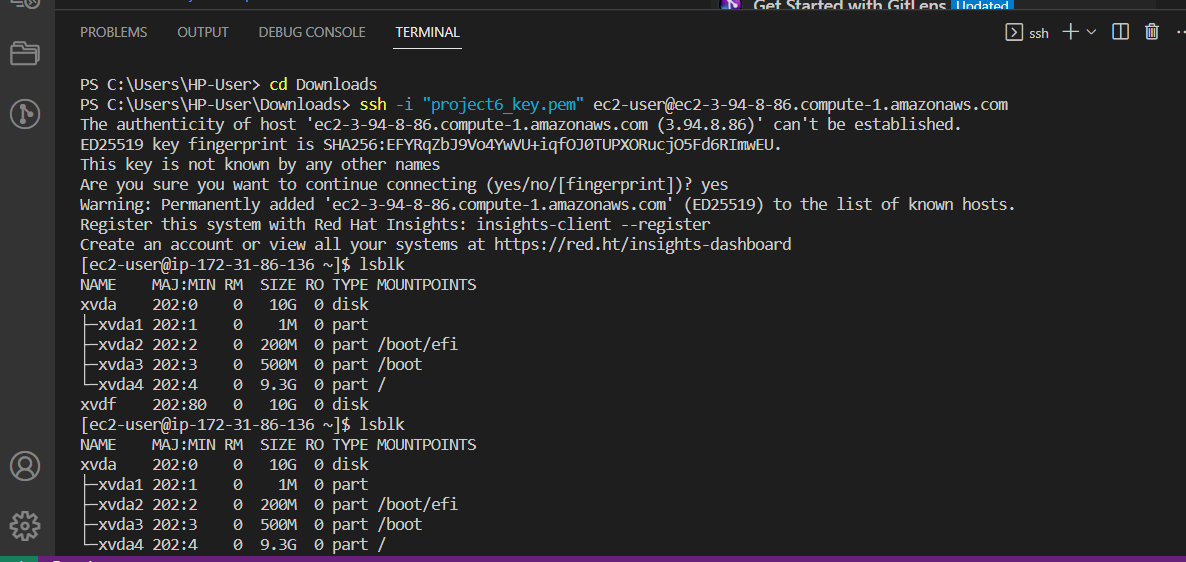 Get Started with GitLens Updated
PROBLEMS OUTPUT DEBUG CONSOLE TERMINAL ssh
PS C:\Users\HP-User> cd Downloads
PS C:\Users\HP-User\Downloads> ssh -i "project6_key.pem" ec2-user@ec2-3-94-8-86.compute-1.amazonaws.com
The authenticity of host 'ec2-3-94-8-86.compute-1.amazonaws.com (3.94.8.86)' can't be established.
ED25519 key fingerprint is SHA256:EFYRqZbJ9Vo4YwVU+iqfOJ0TUPXORucjO5Fd6RImwEU.
This key is not known by any other names
Are you sure you want to continue connecting (yes/no/[fingerprint])? yes
Warning: Permanently added 'ec2-3-94-8-86.compute-1.amazonaws.com' (ED25519) to the list of known hosts.
Register this system with Red Hat Insights: insights-client --register
Create an account or view all your systems at https://red.ht/insights-dashboard
[ec2-user@ip-172-31-86-136 ~]$ lsblk
NAME    MAJ:MIN RM  SIZE RO TYPE MOUNTPOINTS
xvda    202:0    0   10G  0 disk
├─xvda1 202:1    0    1M  0 part
├─xvda2 202:2    0  200M  0 part /boot/efi
├─xvda3 202:3    0  500M  0 part /boot
└─xvda4 202:4    0  9.3G  0 part /
xvdf    202:80   0   10G  0 disk
[ec2-user@ip-172-31-86-136 ~]$ lsblk
NAME    MAJ:MIN RM  SIZE RO TYPE MOUNTPOINTS
xvda    202:0    0   10G  0 disk
├─xvda1 202:1    0    1M  0 part
├─xvda2 202:2    0  200M  0 part /boot/efi
├─xvda3 202:3    0  500M  0 part /boot
└─xvda4 202:4    0  9.3G  0 part /